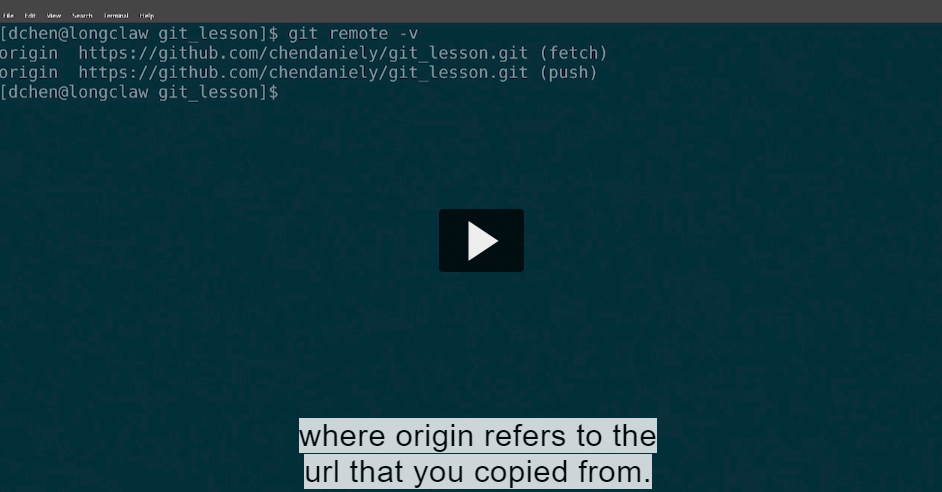 File Edit View Search Terminal Help
[dchen@longclaw git_lesson]$ git remote -v
origin  https://github.com/chendaniely/git_lesson.git (fetch)
origin  https://github.com/chendaniely/git_lesson.git (push)
[dchen@longclaw git_lesson]$
where origin refers to the
url that you copied from.